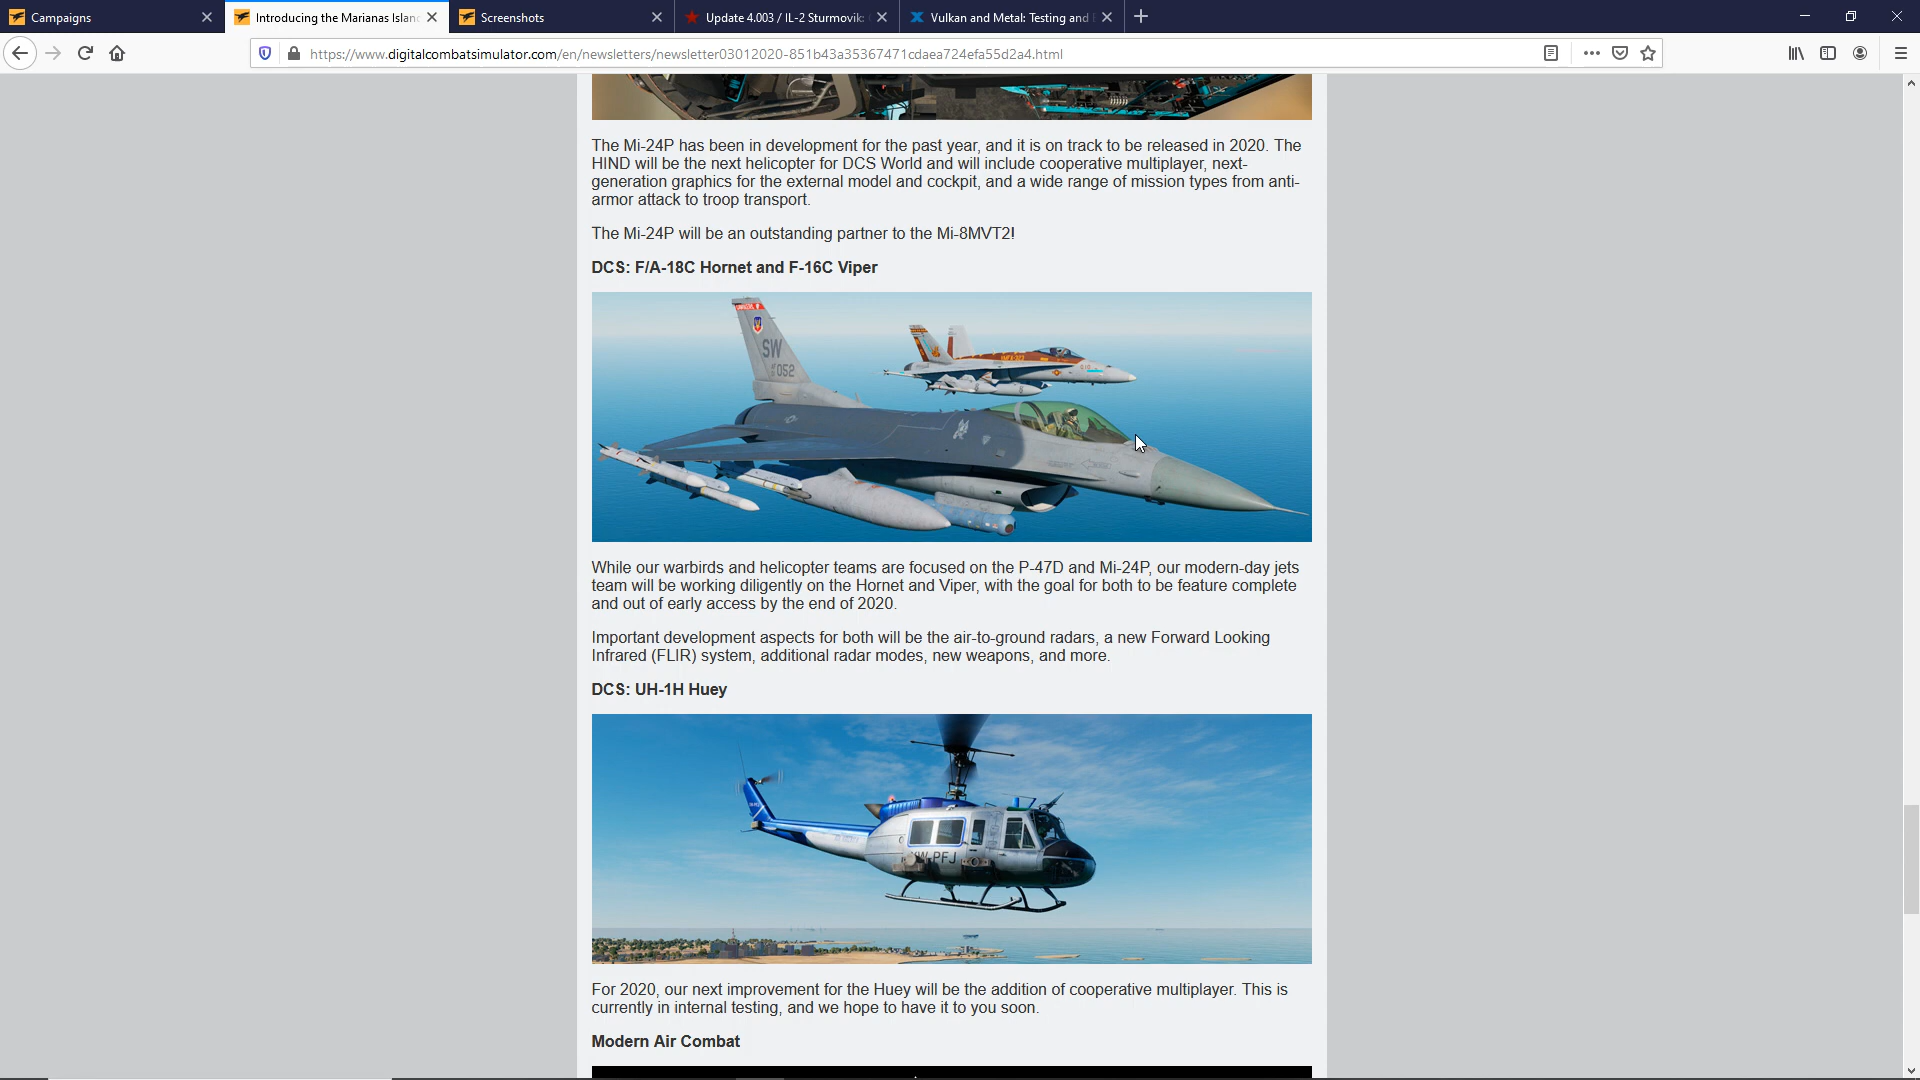 Campaigns
Introducing the Marianas Islan
Screenshots
Update 4.003 / IL-2 Sturmovik:
Vulkan and Metal: Testing and
https://www.digitalcombatsimulator.com/en/newsletters/newsletter03012020-851b43a35367471cdaea724efa55d2a4.html
The Mi-24P has been in development for the past year, and it is on track to be released in 2020. The
HIND will be the next helicopter for DCS World and will include cooperative multiplayer, next-
generation graphics for the external model and cockpit, and a wide range of mission types from anti-
armor attack to troop transport.
The Mi-24P will be an outstanding partner to the Mi-8MVT2!
DCS: F/A-18C Hornet and F-16C Viper
SW
052
While our warbirds and helicopter teams are focused on the P-47D and Mi-24P, our modern-day jets
team will be working diligently on the Hornet and Viper, with the goal for both to be feature complete
and out of early access by the end of 2020.
Important development aspects for both will be the air-to-ground radars, a new Forward Looking
Infrared (FLIR) system, additional radar modes, new weapons, and more.
DCS: UH-1H Huey
For 2020, our next improvement for the Huey will be the addition of cooperative multiplayer. This is
currently in internal testing, and we hope to have it to you soon.
Modern Air Combat